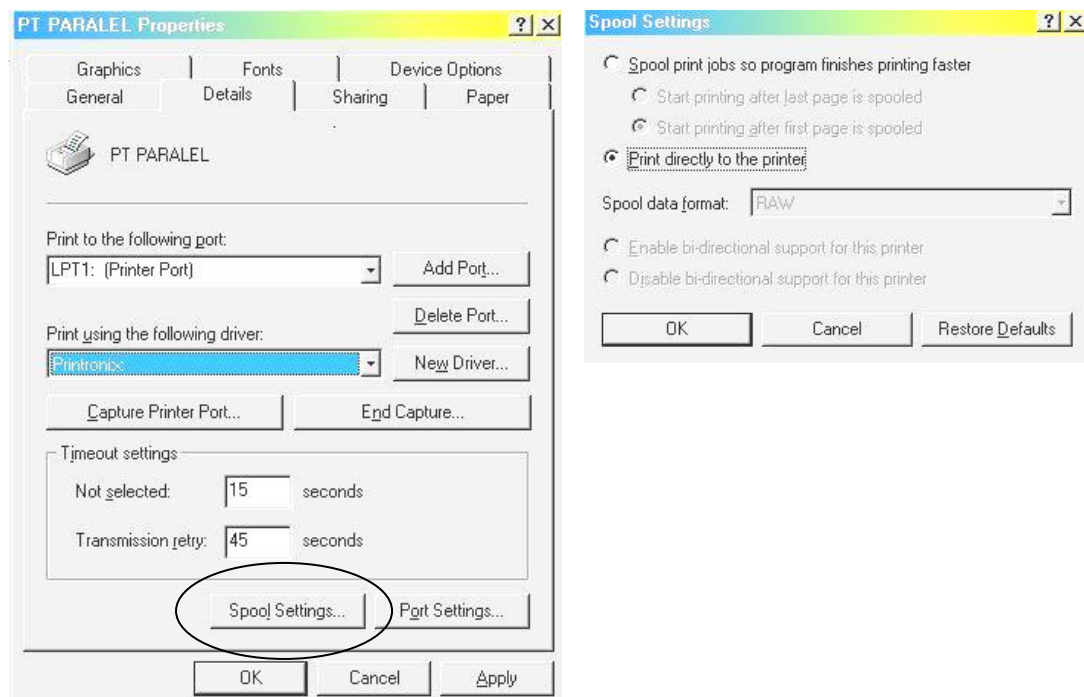 PT PARALEL Properties
Graphics Fonts Device Options
General Details Sharing Paper
PT PARALEL
Print to the following port:
LPT1: (Printer Port)
Add Port...
Delete Port...
Print using the following driver:
Printronix
New Driver...
Capture Printer Port... End Capture...
Timeout settings
Not selected: 15 seconds
Transmission retry: 45 seconds
Spool Settings... Port Settings...
OK Cancel Apply
Spool Settings
Spool print jobs so program finishes printing faster
Start printing after last page is spooled
Start printing after first page is spooled
Print directly to the printer
Spool data format: RAW
Enable bi-directional support for this printer
Disable bi-directional support for this printer
OK Cancel Restore Defaults